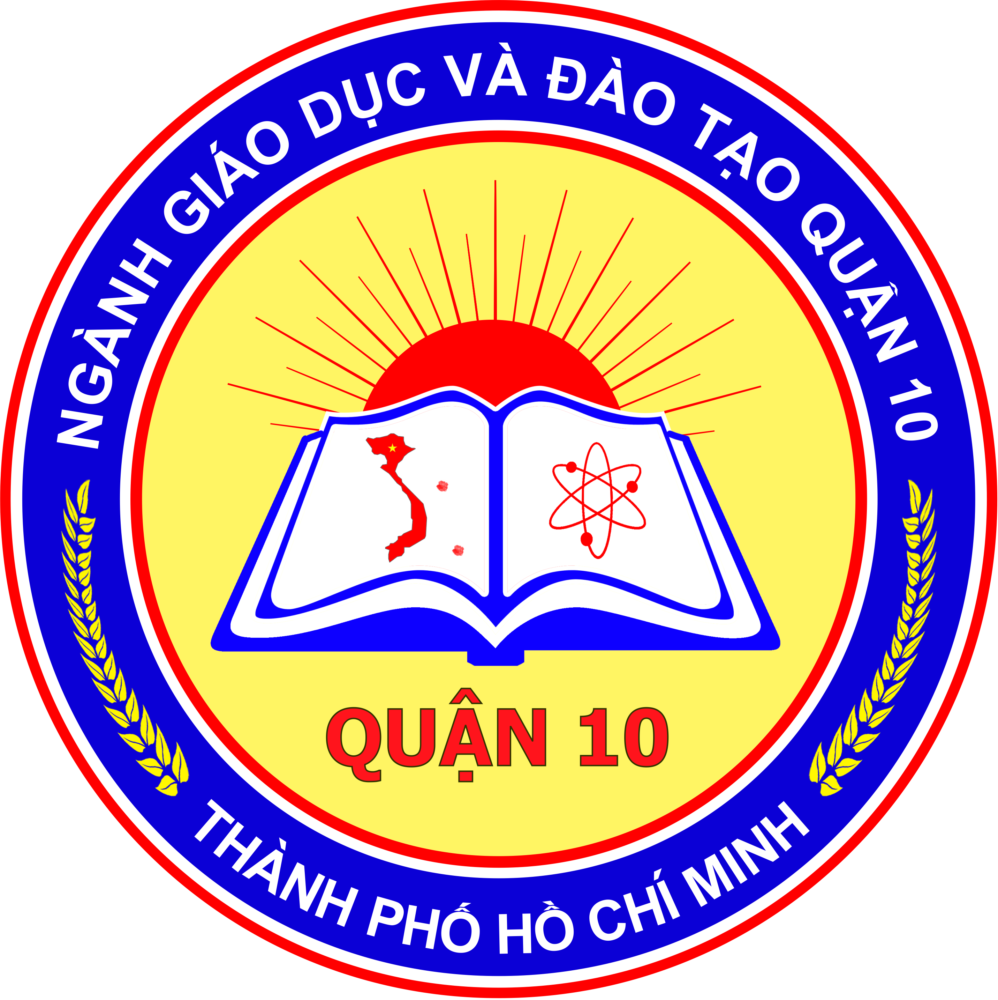 NGÀNH GIÁO DỤC VÀ ĐÀO TẠO QUẬN 10
QUẬN 10
THÀNH PHỐ HỒ CHÍ MINH